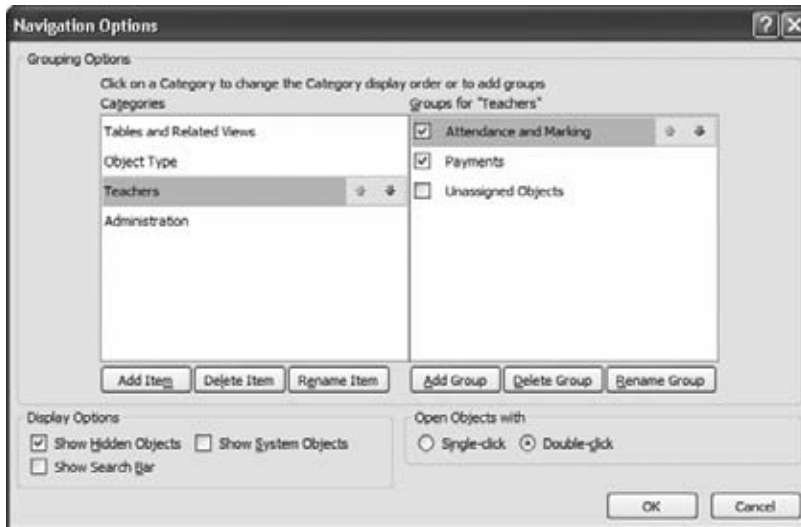 Navigation Options
Grouping Options
Click on a Category to change the Category display order or to add groups
Categories
Groups for "Teachers"
Tables and Related Views
Object Type
Teachers
Administration
Attendance and Marking
Payments
Unassigned Objects
Add Item Delete Item Rename Item
Add Group Delete Group Rename Group
Display Options
Show Hidden Objects Show System Objects
Show Search Bar
Open Objects with
Single-click Double-click
OK Cancel